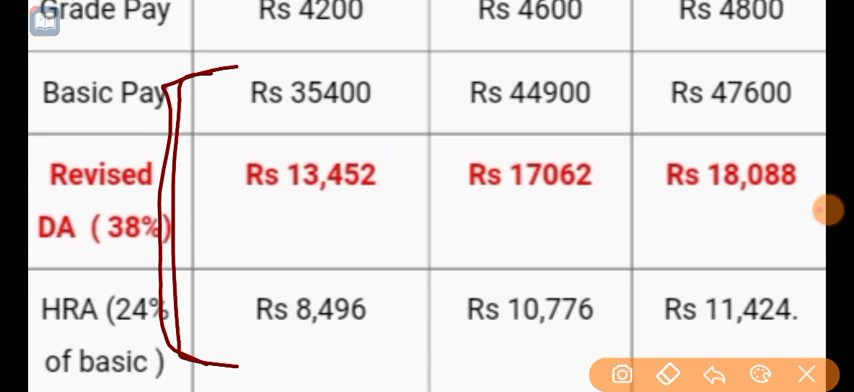 Grade Pay Rs 4200 Rs 4600 Rs 4800
Basic Pay Rs 35400 Rs 44900 Rs 47600
Revised Rs 13,452 Rs 17062 Rs 18,088
DA ( 38%)
HRA (24% Rs 8,496 Rs 10,776 Rs 11,424.
of basic )